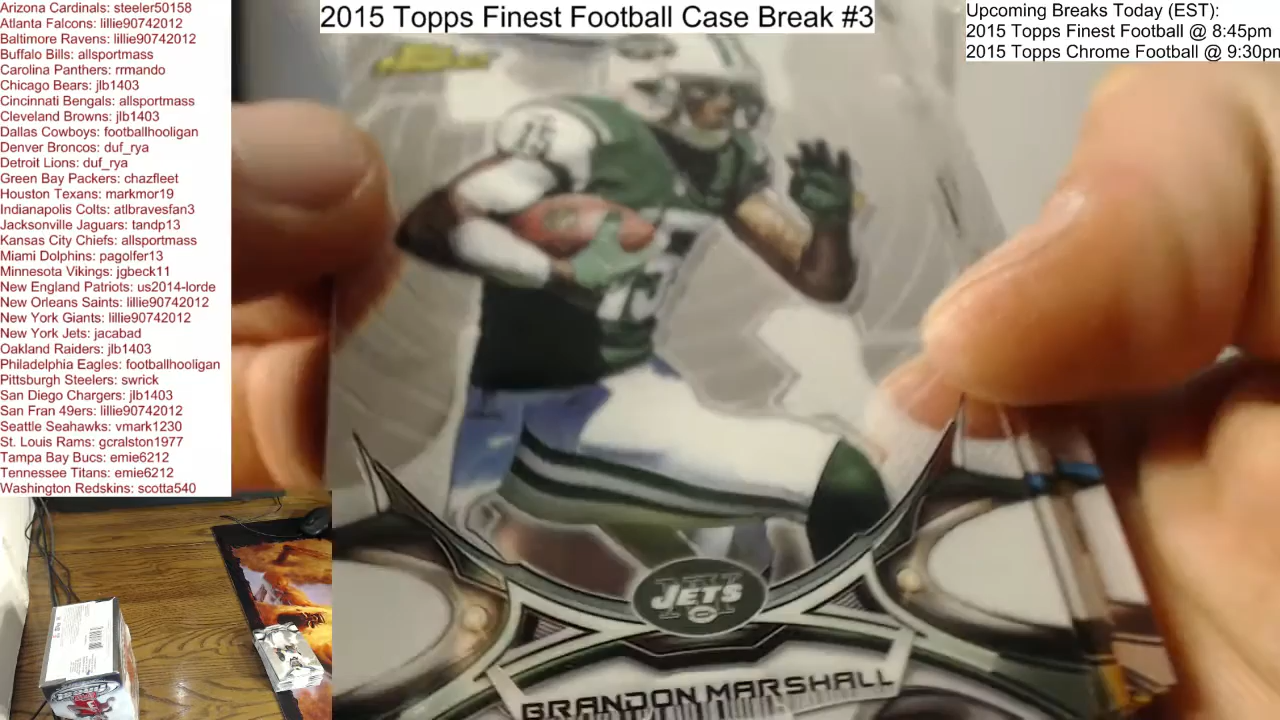 Arizona Cardinals: steeler50158
Atlanta Falcons: lillie90742012
Baltimore Ravens: lillie90742012
Buffalo Bills: allsportmass
Carolina Panthers: rrmando
Chicago Bears: jlb1403
Cincinnati Bengals: allsportmass
Cleveland Browns: jlb1403
Dallas Cowboys: footballhooligan
Denver Broncos: duf_rya
Detroit Lions: duf_rya
Green Bay Packers: chazfleet
Houston Texans: markmor19
Indianapolis Colts: atlbravesfan3
Jacksonville Jaguars: tandp13
Kansas City Chiefs: allsportmass
Miami Dolphins: pagolfer13
Minnesota Vikings: jgbeck11
New England Patriots: us2014-lorde
New Orleans Saints: lillie90742012
New York Giants: lillie90742012
New York Jets: jacabad
Oakland Raiders: jlb1403
Philadelphia Eagles: footballhooligan
Pittsburgh Steelers: swrick
San Diego Chargers: jlb1403
San Fran 49ers: lillie90742012
Seattle Seahawks: vmark1230
St. Louis Rams: gcralston1977
Tampa Bay Bucs: emie6212
Tennessee Titans: emie6212
Washington Redskins: scotta540
2015 Topps Finest Football Case Break #3
Upcoming Breaks Today (EST):
2015 Topps Finest Football @ 8:45pm
2015 Topps Chrome Football @ 9:30pm
15
15
JETS
BRANDON MARSHALL